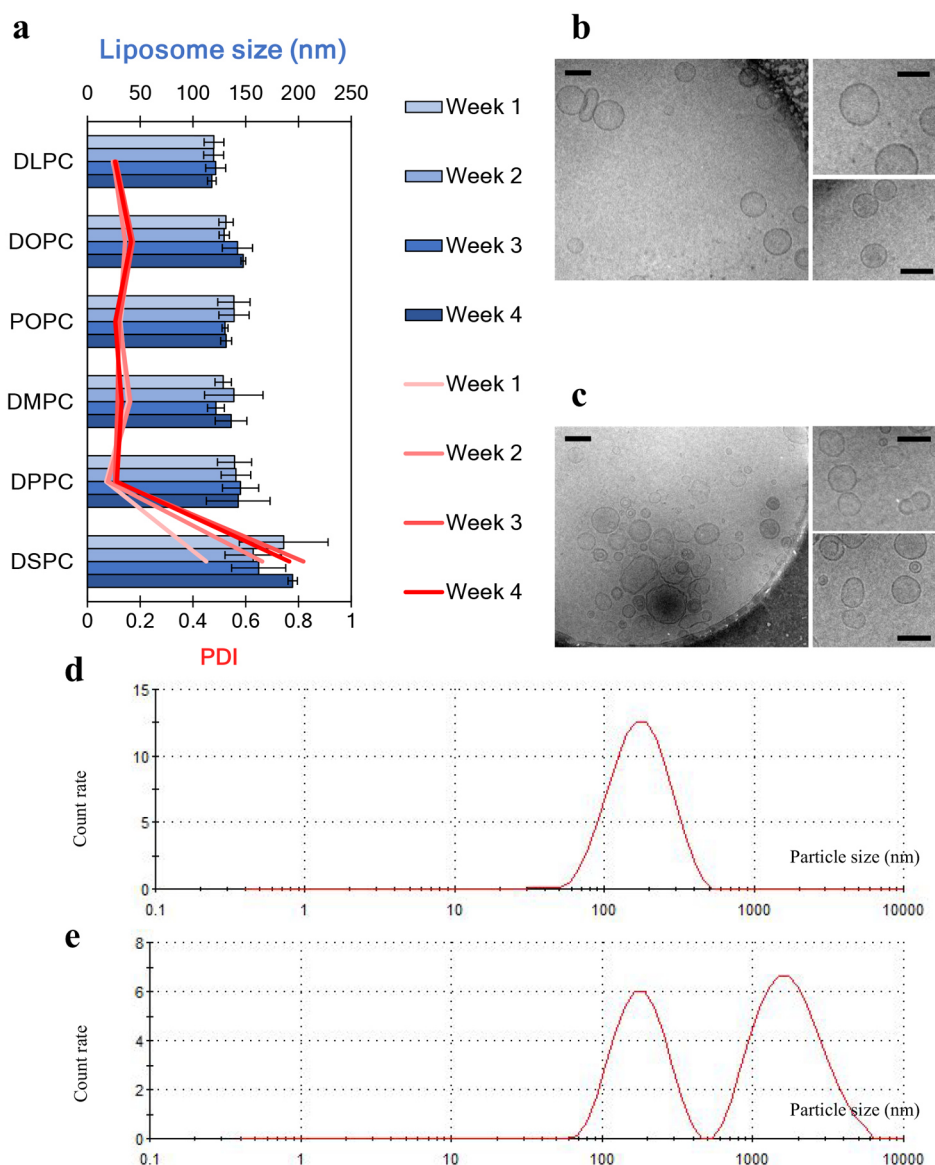 a
Liposome size (nm)
0 50 100 150 200 250
DLPC
DOPC
POPC
DMPC
DPPC
DSPC
0 0.2 0.4 0.6 0.8 1
PDI
Week 1
Week 2
Week 3
Week 4
Week 1
Week 2
Week 3
Week 4
b
c
d
Count rate
15
10
5
0
Particle size (nm)
0.1 1 10 100 1000 10000
e
Count rate
8
6
4
2
0
Particle size (nm)
0.1 1 10 100 1000 10000